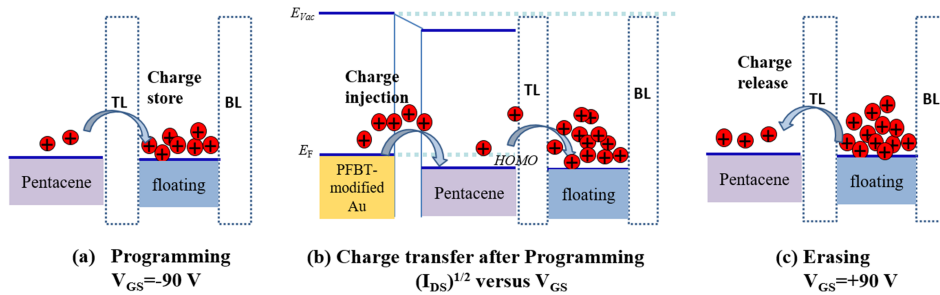 Charge
store
TL
BL
Pentacene
floating
(a) Programming
V_GS=-90 V
E_Vac
Charge
injection
TL
BL
E_F
HOMO
PFBT-
modified
Au
Pentacene
floating
(b) Charge transfer after Programming
(I_DS)^1/2 versus V_GS
Charge
release
TL
BL
Pentacene
floating
(c) Erasing
V_GS=+90 V